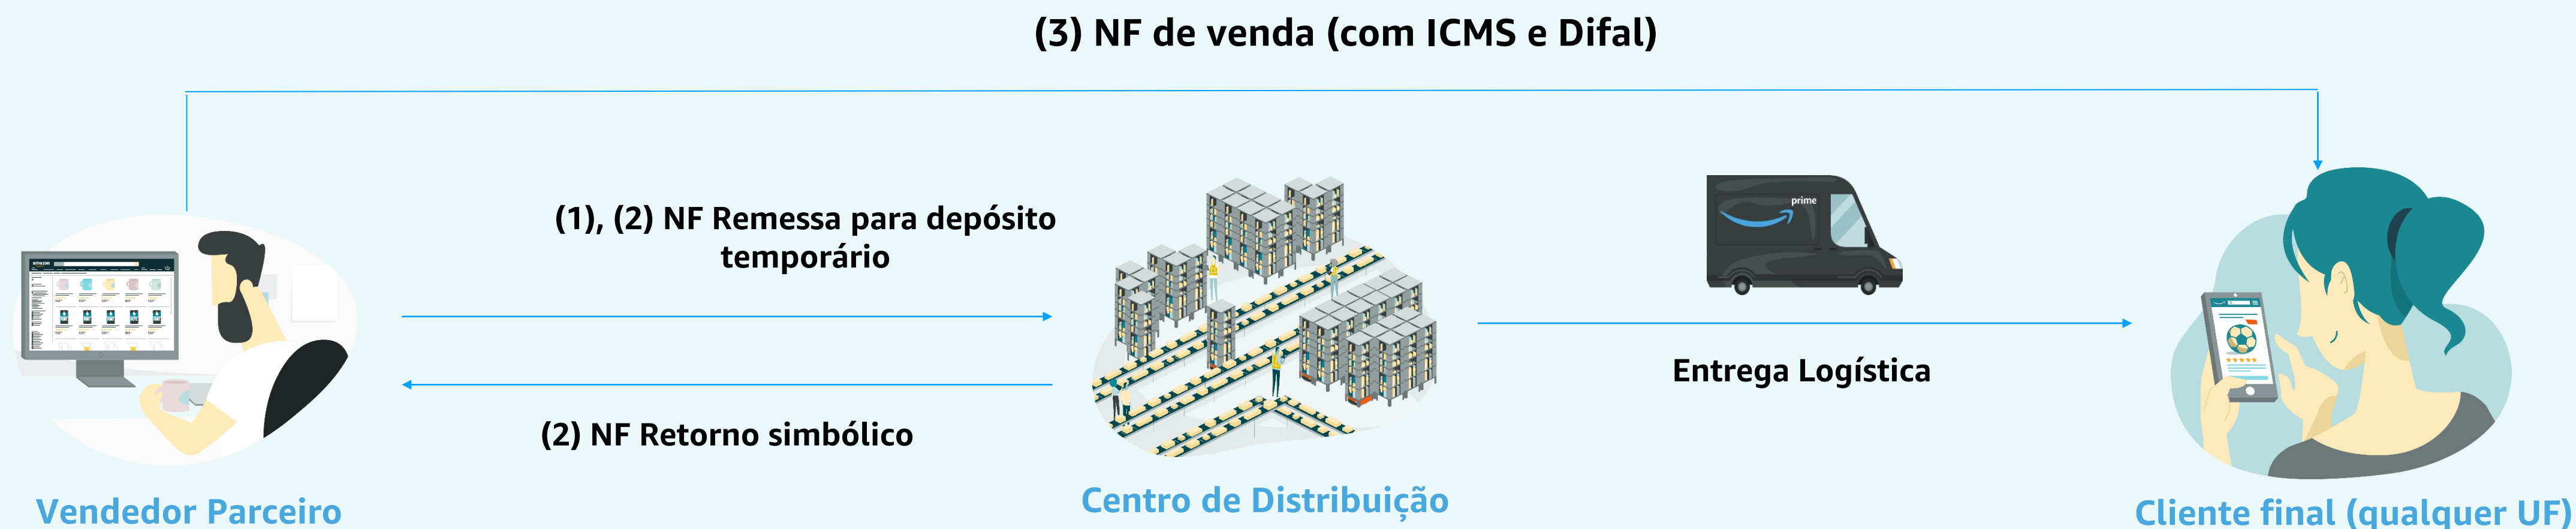 (3) NF de venda (com ICMS e Difal)
(1), (2) NF Remessa para depósito
temporário
prime
Entrega Logística
(2) NF Retorno simbólico
Vendedor Parceiro
Centro de Distribuição
Cliente final (qualquer UF)